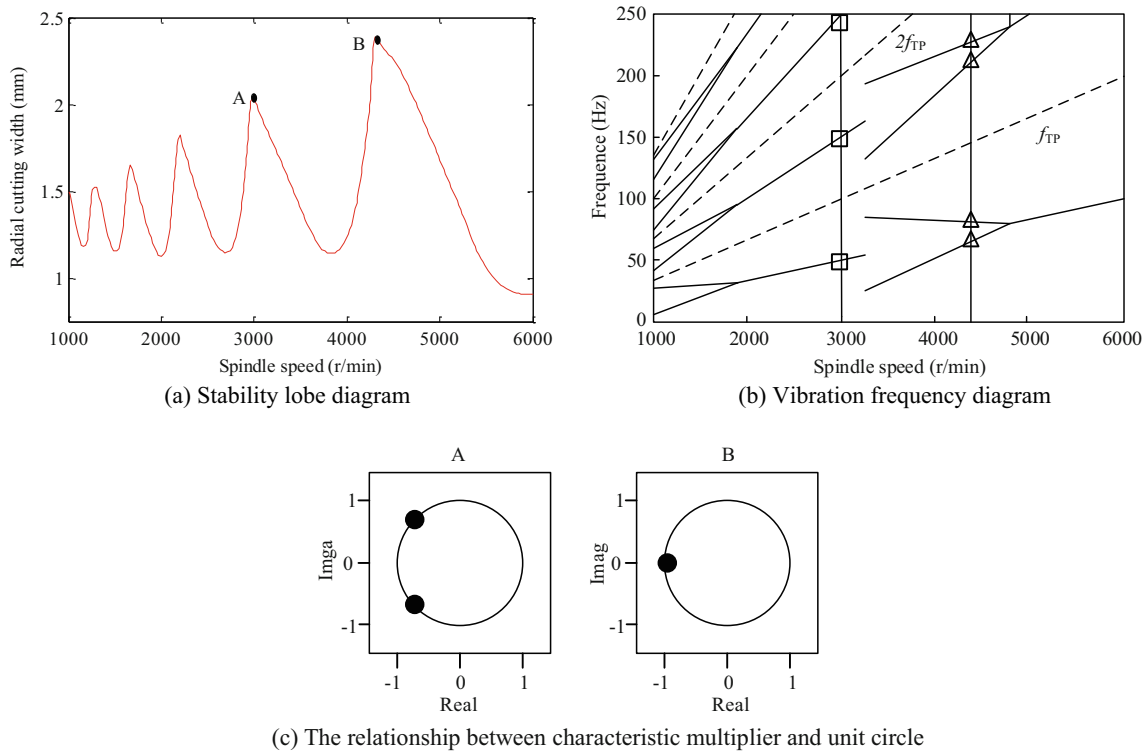 2.5
2
1.5
1
1000 2000 3000 4000 5000 6000
Radial cutting width (mm)
Spindle speed (r/min)
A
B
(a) Stability lobe diagram
250
200
150
100
50
0
1000 2000 3000 4000 5000 6000
Frequence (Hz)
Spindle speed (r/min)
2fTP
fTP
(b) Vibration frequency diagram
A
1
0
-1
Imga
-1 0 1
Real
B
1
0
-1
Imag
-1 0 1
Real
(c) The relationship between characteristic multiplier and unit circle